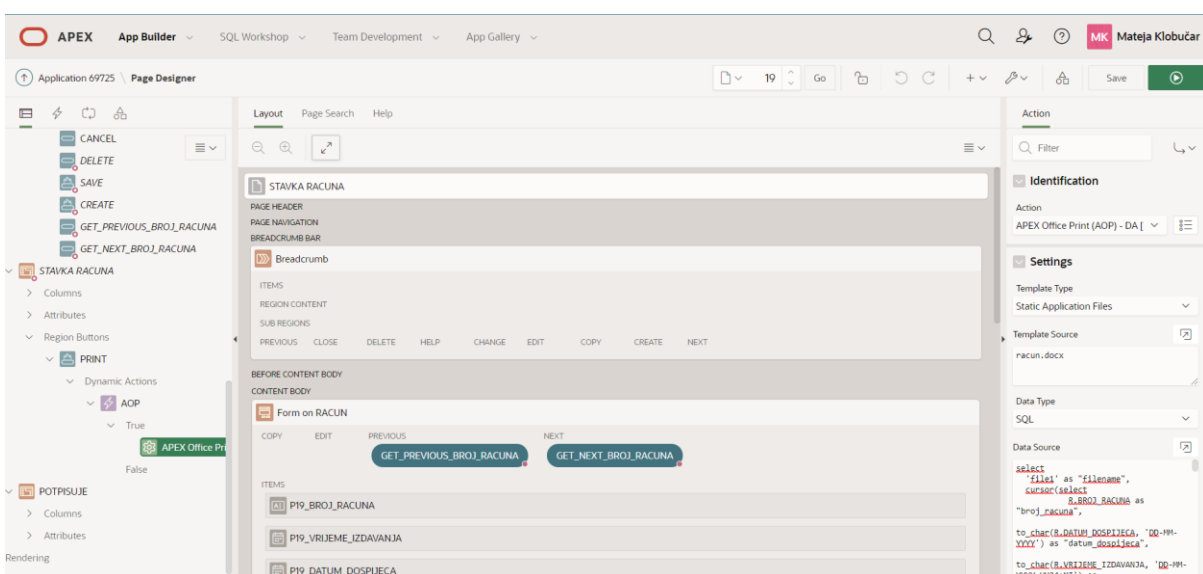 APEX App Builder SQL Workshop Team Development App Gallery MK Mateja Klobučar
Application 69725 \ Page Designer 19 Go Save
CANCEL
DELETE
SAVE
CREATE
GET_PREVIOUS_BROJ_RACUNA
GET_NEXT_BROJ_RACUNA
STAVKA RACUNA
Columns
Attributes
Region Buttons
PRINT
Dynamic Actions
AOP
True
APEX Office Pri
False
POTPISUJE
Columns
Attributes
Rendering
Layout Page Search Help
STAVKA RACUNA
PAGE HEADER
PAGE NAVIGATION
BREADCRUMB BAR
Breadcrumb
ITEMS
REGION CONTENT
SUB REGIONS
PREVIOUS CLOSE DELETE HELP CHANGE EDIT COPY CREATE NEXT
BEFORE CONTENT BODY
CONTENT BODY
Form on RACUN
COPY EDIT PREVIOUS NEXT
GET_PREVIOUS_BROJ_RACUNA GET_NEXT_BROJ_RACUNA
ITEMS
P19_BROJ_RACUNA
P19_VRIJEME_IZDAVANJA
P19_DATUM_DOSPIJECA
Action
Filter
Identification
Action
APEX Office Print (AOP) - DA [
Settings
Template Type
Static Application Files
Template Source
racun.docx
Data Type
SQL
Data Source
select
'file1' as "filename",
cursor(select
R.BROJ_RACUNA as
"broj_racuna",
to_char(R.DATUM_DOSPIJECA, 'DD-MM-
YYYY') as "datum_dospijeca",
to_char(R.VRIJEME_IZDAVANJA, 'DD-MM-